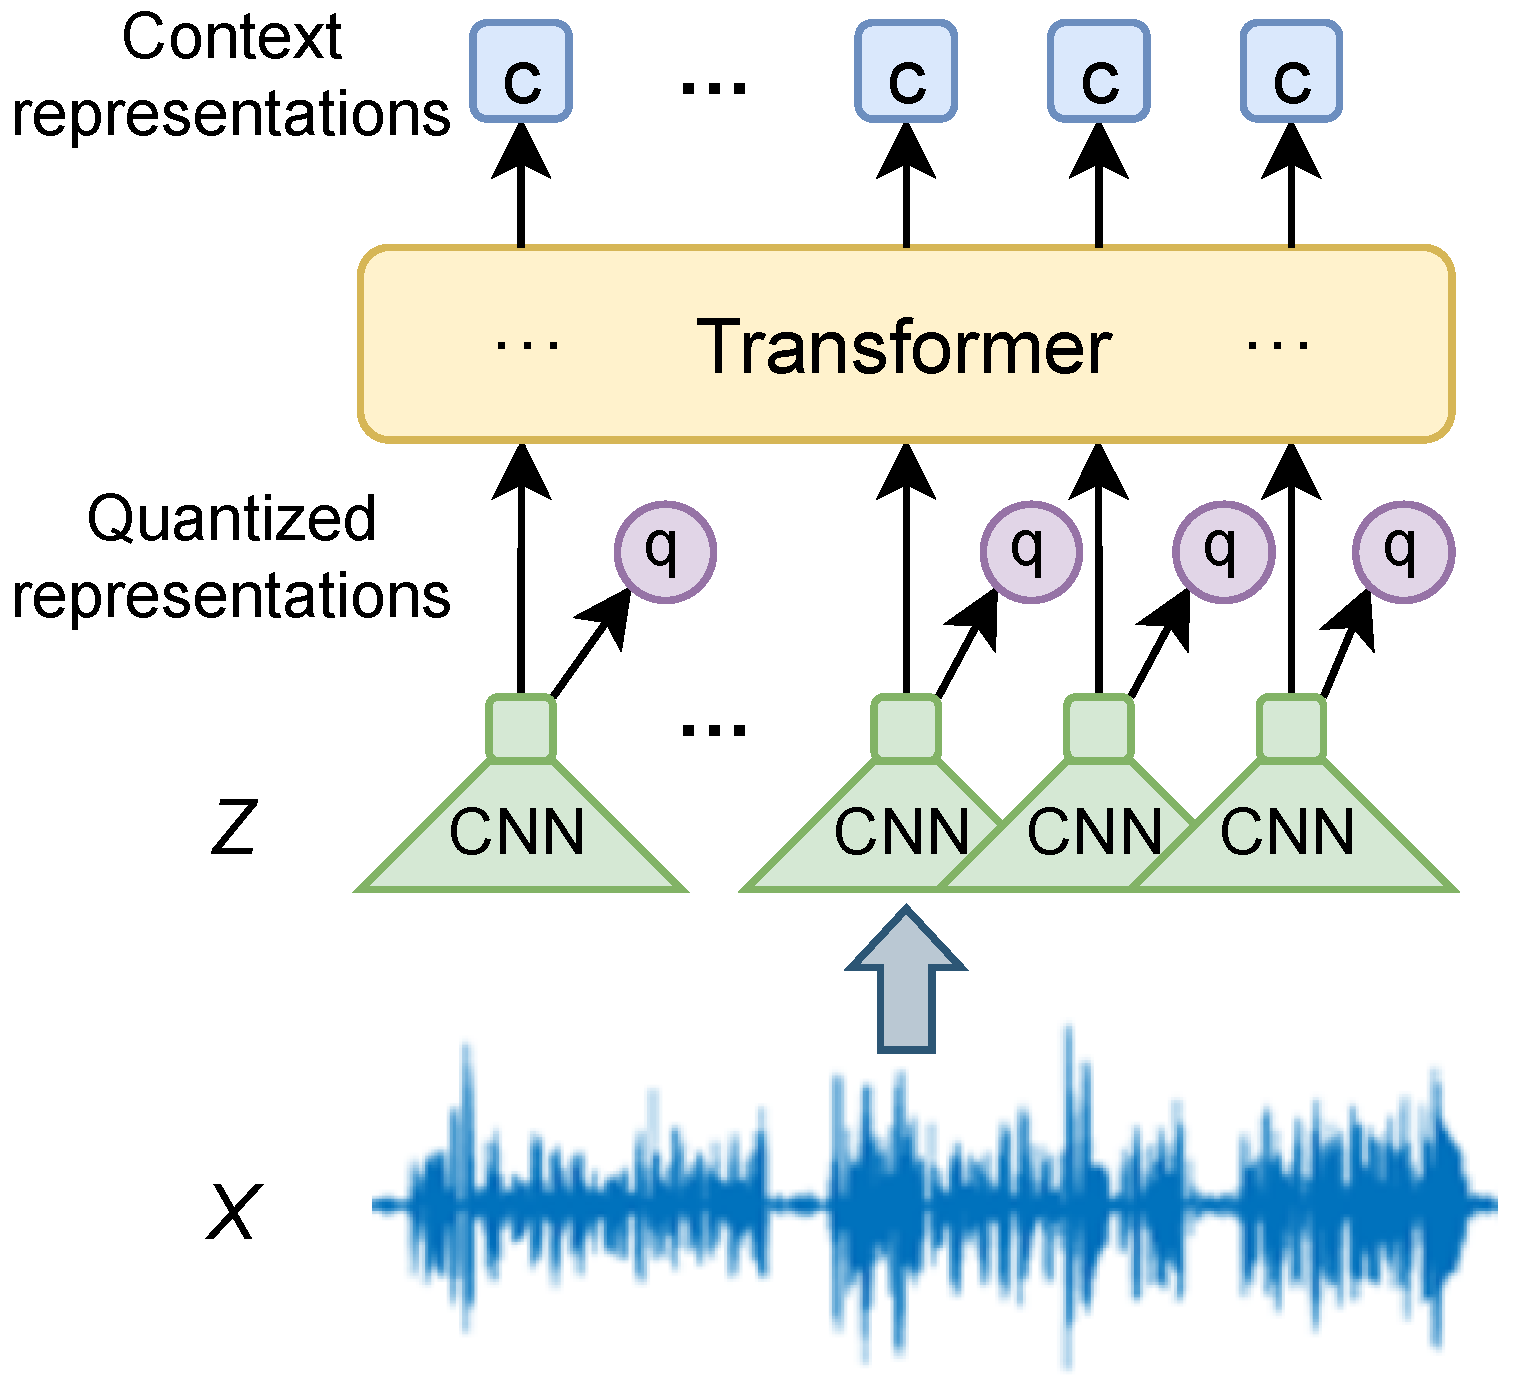 Context
representations
c ... c c c
... Transformer ...
Quantized
representations
q q q q
...
Z
CNN CNN CNN CNN
X